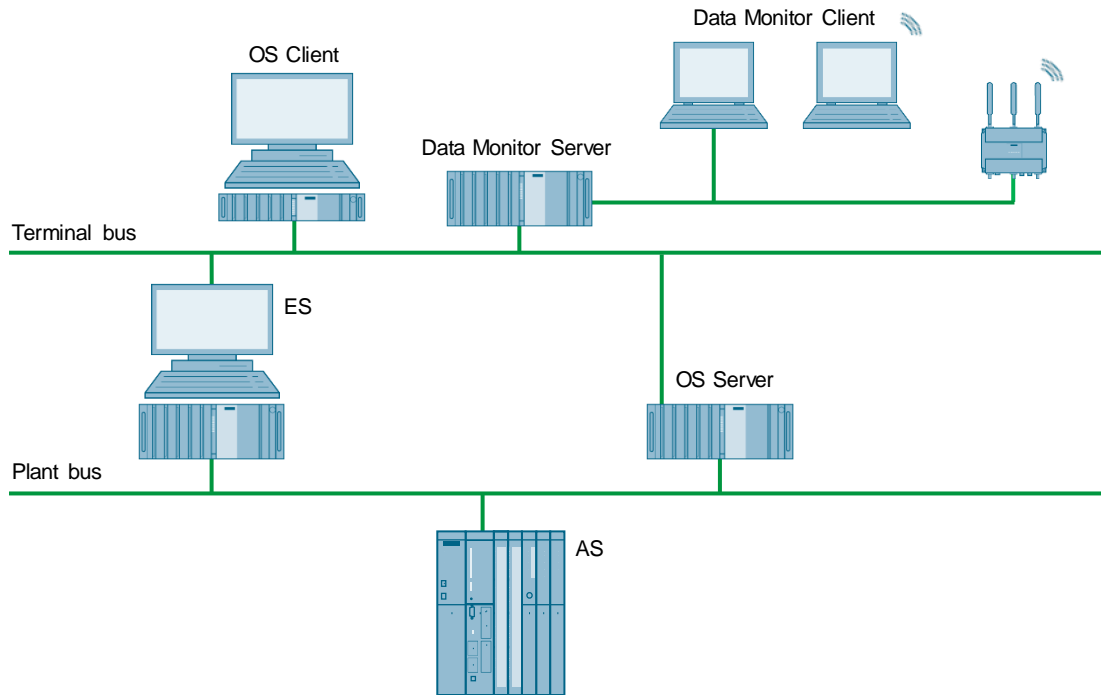 Data Monitor Client
OS Client
Data Monitor Server
Terminal bus
ES
OS Server
Plant bus
AS